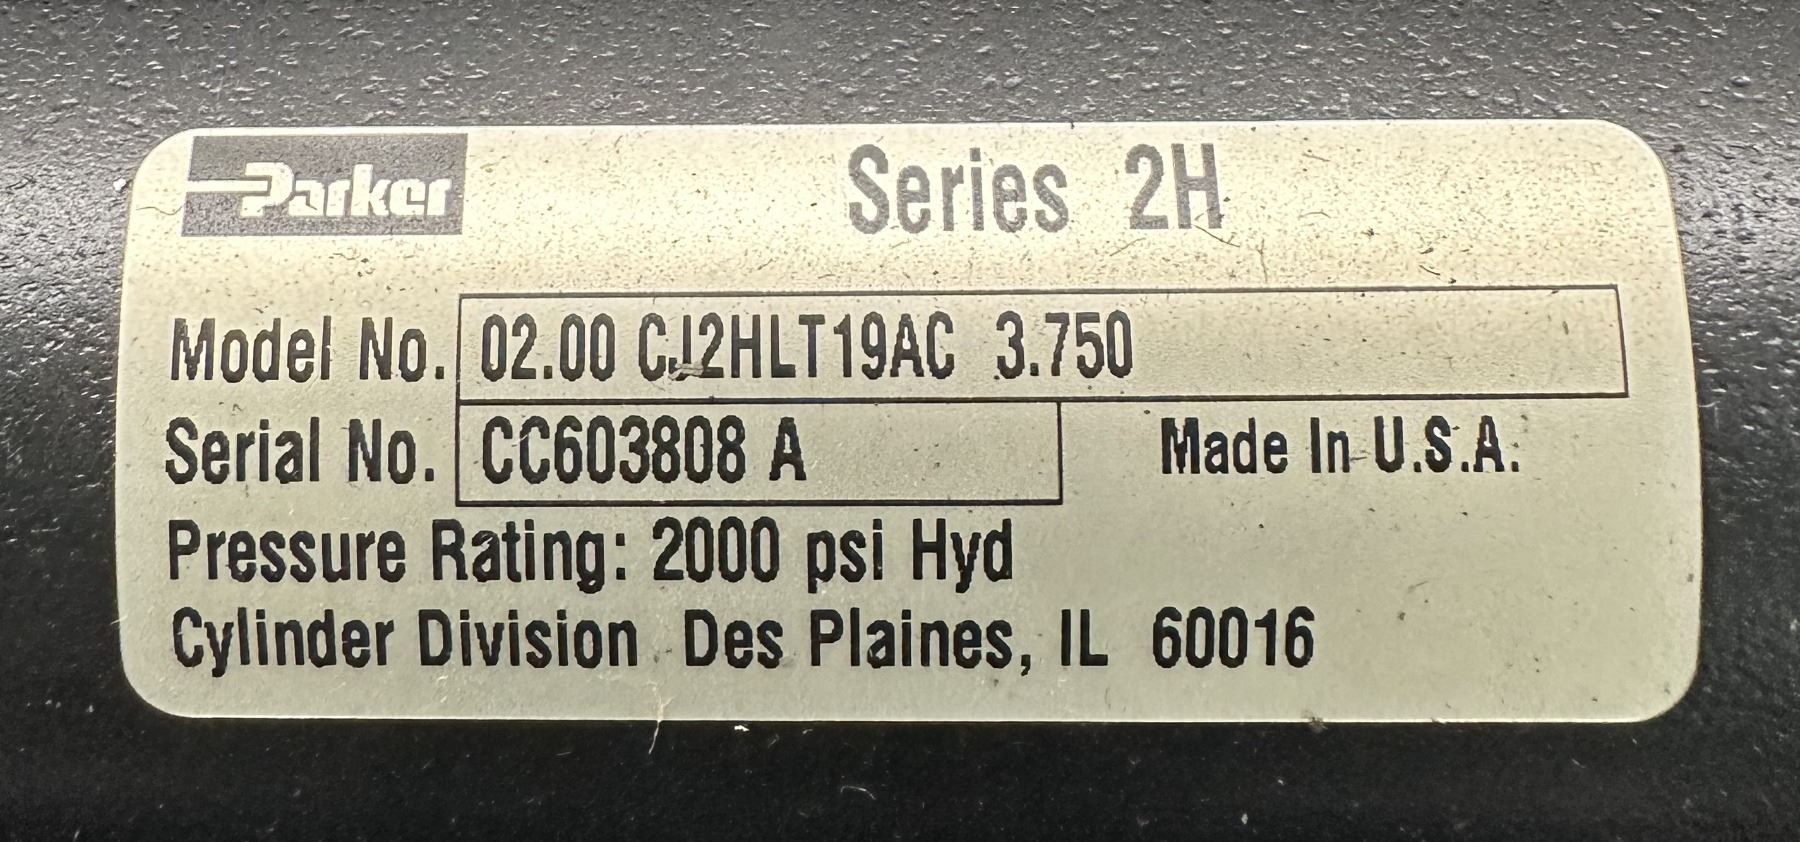 Parker Series 2H
Model No. 02.00 CJ2HLT19AC 3.750
Serial No. CC603808 A Made In U.S.A.
Pressure Rating: 2000 psi Hyd
Cylinder Division Des Plaines, IL 60016